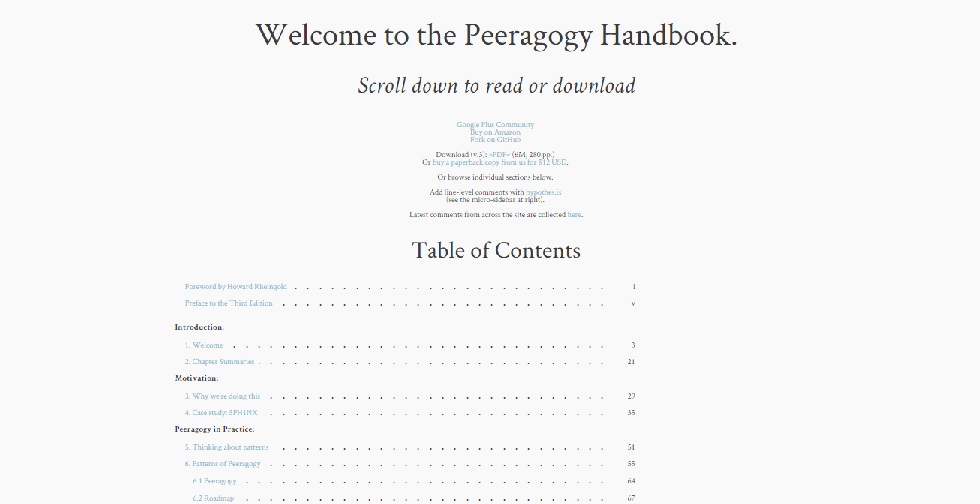 Welcome to the Peeragogy Handbook.
Scroll down to read or download
Google Plus Community
Buy on Amazon
Fork on GitHub
Download (v.3): »PDF« (6M, 280 pp.)
Or buy a paperback copy from us for $12 USD.
Or browse individual sections below.
Add line-level comments with hypothes.is
(see the micro-sidebar at right).
Latest comments from across the site are collected here.
Table of Contents
Foreword by Howard Rheingold . . . . . . . . . . . . . . . . . . . . . . . . . . i
Preface to the Third Edition . . . . . . . . . . . . . . . . . . . . . . . . . . . v
Introduction:
1. Welcome . . . . . . . . . . . . . . . . . . . . . . . . . . . . . . . 3
2. Chapter Summaries . . . . . . . . . . . . . . . . . . . . . . . . . . . . . 21
Motivation:
3. Why we're doing this . . . . . . . . . . . . . . . . . . . . . . . . . . . . 29
4. Case study: 5PH1NX . . . . . . . . . . . . . . . . . . . . . . . . . . . . 35
Peeragogy in Practice:
5. Thinking about patterns . . . . . . . . . . . . . . . . . . . . . . . . . . . 51
6. Patterns of Peeragogy . . . . . . . . . . . . . . . . . . . . . . . . . . . . 55
6.1 Peeragogy . . . . . . . . . . . . . . . . . . . . . . . . . . . . . . 64
6.2 Roadmap . . . . . . . . . . . . . . . . . . . . . . . . . . . . . . 67